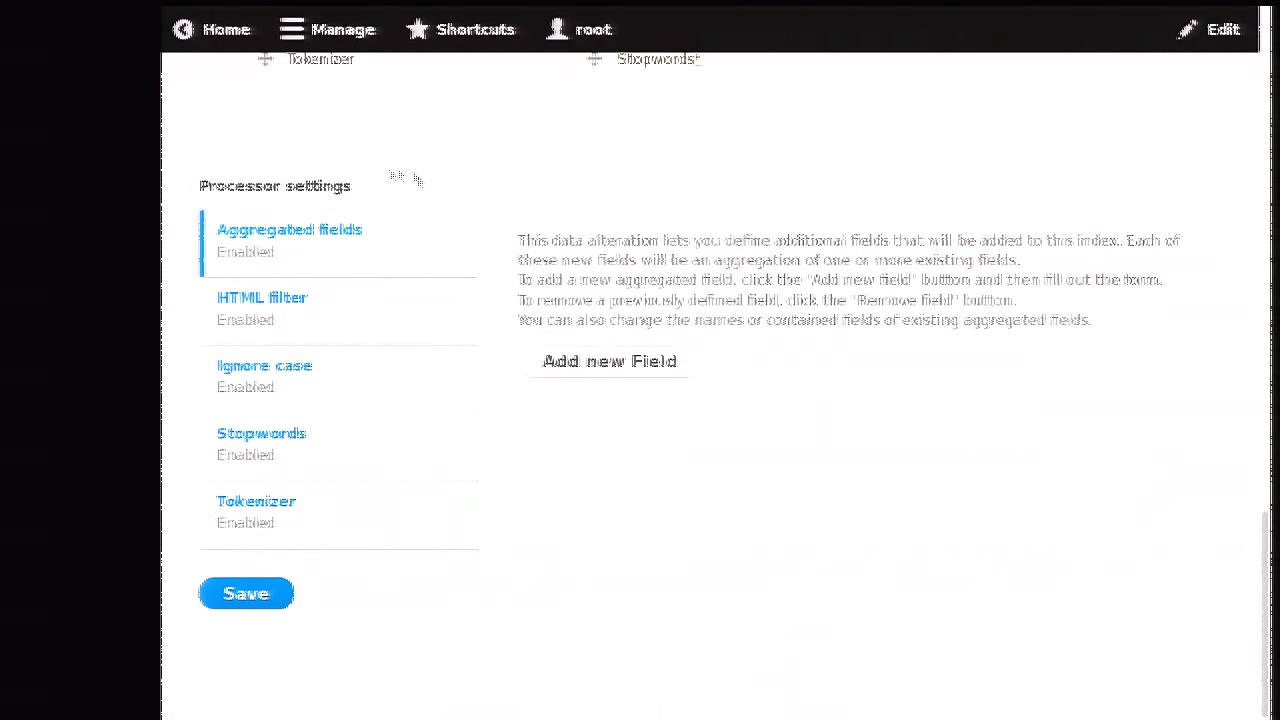 Home Manage Shortcuts root Edit
Tokenizer Stopwords
Processor settings
Aggregated fields
Enabled
HTML filter
Enabled
Ignore case
Enabled
Stopwords
Enabled
Tokenizer
Enabled
This data alteration lets you define additional fields that will be added to this index. Each of
these new fields will be an aggregation of one or more existing fields.
To add a new aggregated field, click the "Add new field" button and then fill out the form.
To remove a previously defined field, click the "Remove field" button.
You can also change the names or contained fields of existing aggregated fields.
Add new Field
Save